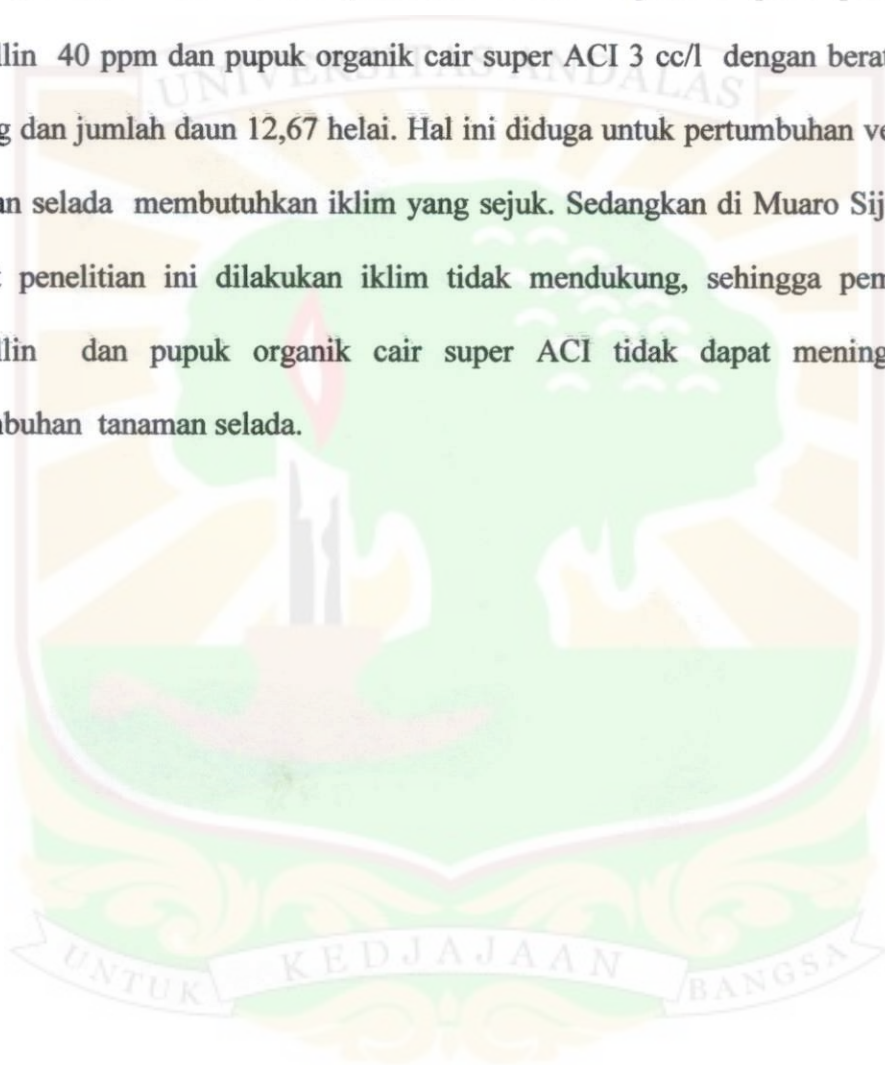 llin 40 ppm dan pupuk organik cair super ACI 3 cc/l dengan berat
g dan jumlah daun 12,67 helai. Hal ini diduga untuk pertumbuhan ve
an selada membutuhkan iklim yang sejuk. Sedangkan di Muaro Sij
penelitian ini dilakukan iklim tidak mendukung, sehingga pem
llin dan pupuk organik cair super ACI tidak dapat mening
buhan tanaman selada.
UNIVERSITAS ANDALAS
UNTUK KEDJAJAAN BANGSA